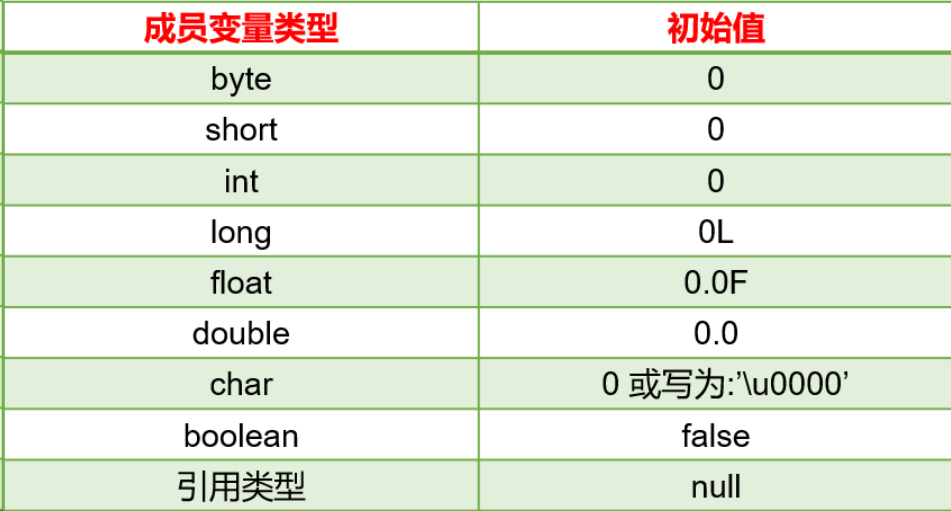 成员变量类型 初始值
byte 0
short 0
int 0
long 0L
float 0.0F
double 0.0
char 0 或写为:’\u0000’
boolean false
引用类型 null